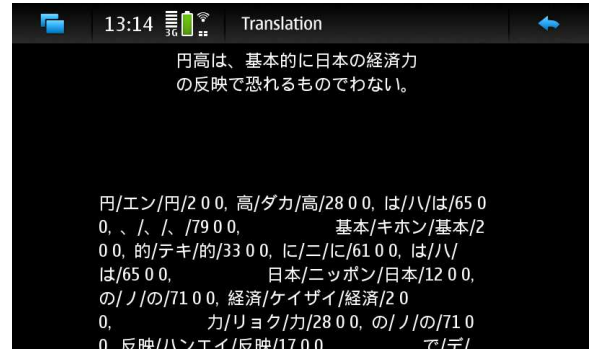 13:14 3G Translation
円高は、基本的に日本の経済力
の反映で恐れるものでわない。
円/エン/円/2 0 0, 高/ダカ/高/28 0 0, は/ハ/は/65 0
0, 、/、/、/79 0 0, 基本/キホン/基本/2
0 0, 的/テキ/的/33 0 0, に/ニ/に/61 0 0, は/ハ/
は/65 0 0, 日本/ニッポン/日本/12 0 0,
の/ノ/の/71 0 0, 経済/ケイザイ/経済/2 0
0, 力/リョク/力/28 0 0, の/ノ/の/71 0
0, 反映/ハンエイ/反映/17 0 0, で/デ/